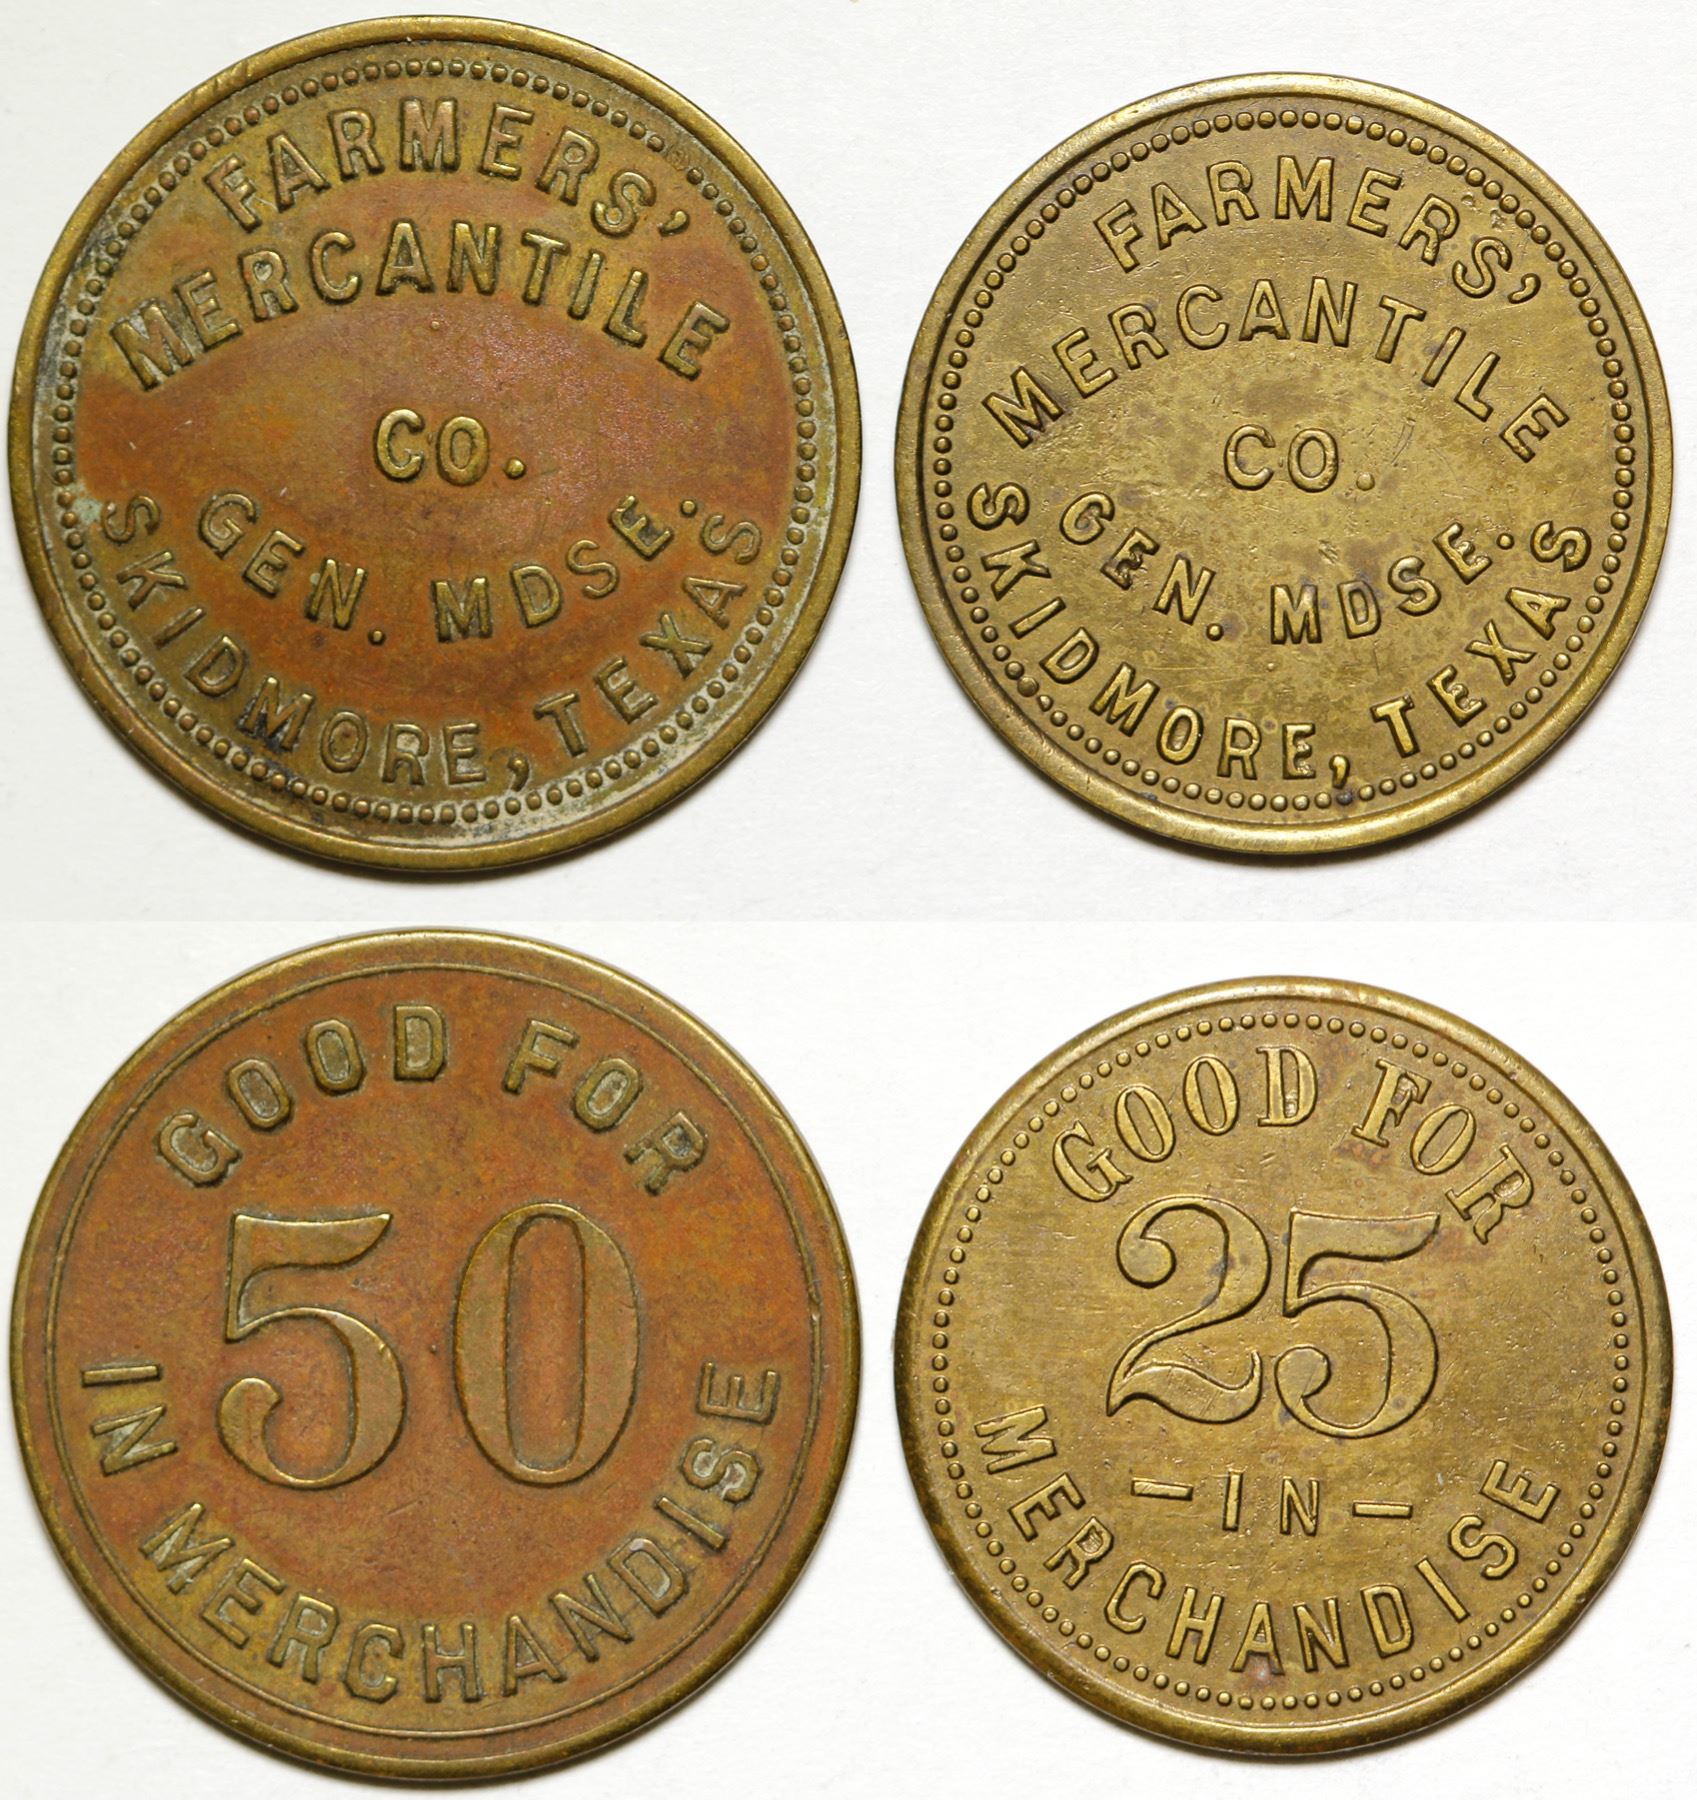 FARMERS'
MERCANTILE
CO.
GEN. MDSE.
SKIDMORE, TEXAS
FARMERS'
MERCANTILE
CO.
GEN. MDSE.
SKIDMORE, TEXAS
GOOD FOR
50
IN MERCHANDISE
GOOD FOR
25
- IN -
MERCHANDISE